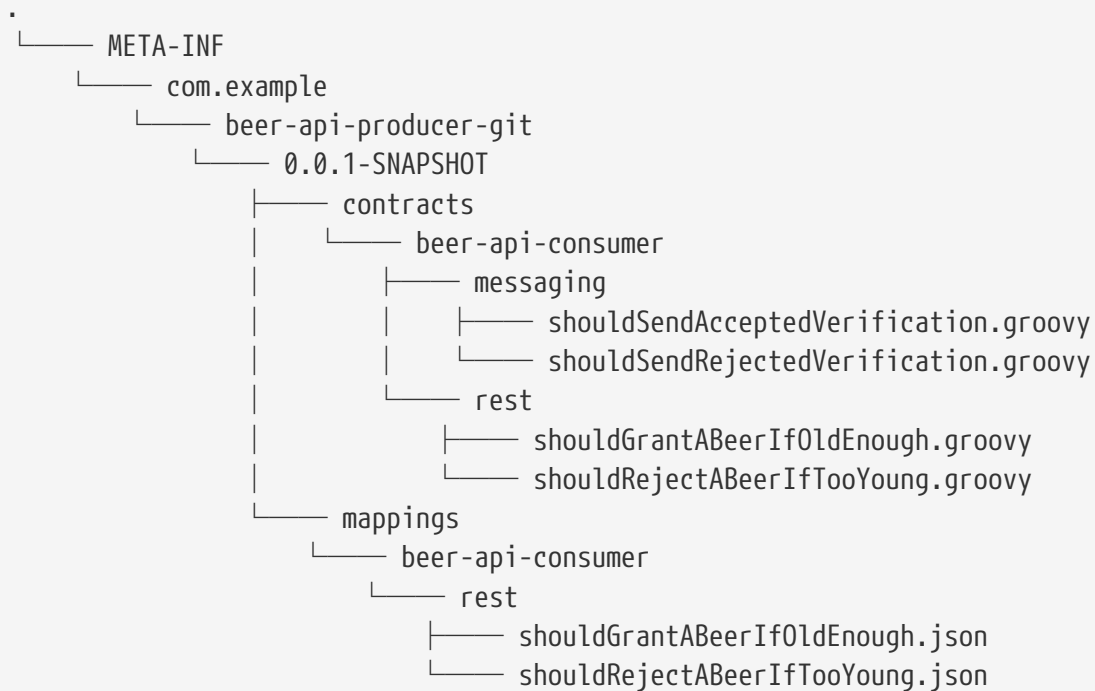 .
└── META-INF
    └── com.example
        └── beer-api-producer-git
            └── 0.0.1-SNAPSHOT
                ├── contracts
                │   └── beer-api-consumer
                │       ├── messaging
                │       │   ├── shouldSendAcceptedVerification.groovy
                │       │   └── shouldSendRejectedVerification.groovy
                │       └── rest
                │           ├── shouldGrantABeerIfOldEnough.groovy
                │           └── shouldRejectABeerIfTooYoung.groovy
                └── mappings
                    └── beer-api-consumer
                        └── rest
                            ├── shouldGrantABeerIfOldEnough.json
                            └── shouldRejectABeerIfTooYoung.json